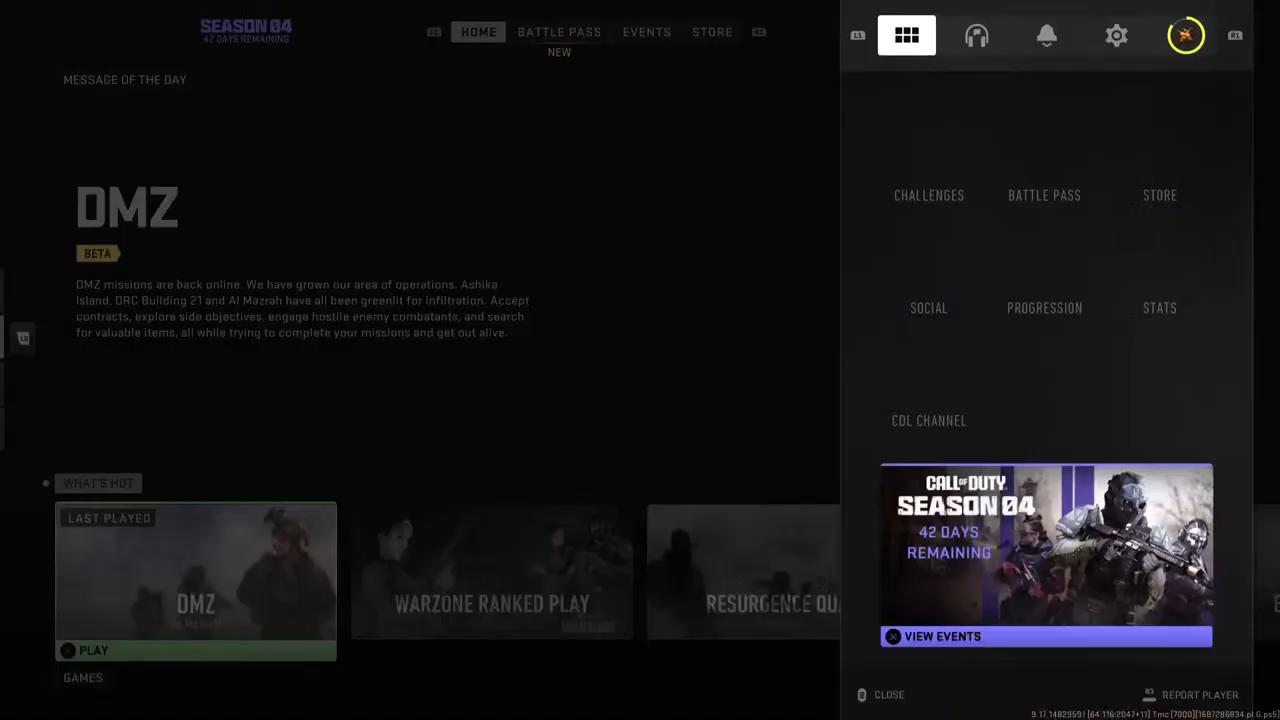 SEASON 04
42 DAYS REMAINING
HOME
BATTLE PASS
EVENTS
STORE
NEW
MESSAGE OF THE DAY
DMZ
BETA
DMZ missions are back online. We have grown our area of operations. Ashika
Island, DRC Building 21 and Al Mazrah have all been greenlit for infiltration. Accept
contracts, explore side objectives, engage hostile enemy combatants, and search
for valuable items, all while trying to complete your missions and get out alive.
WHAT'S HOT
LAST PLAYED
DMZ
PLAY
WARZONE RANKED PLAY
RESURGENCE QU
GAMES
L1
R1
CHALLENGES
BATTLE PASS
STORE
SOCIAL
PROGRESSION
STATS
CDL CHANNEL
CALL OF DUTY
SEASON 04
42 DAYS
REMAINING
VIEW EVENTS
CLOSE
R3
REPORT PLAYER